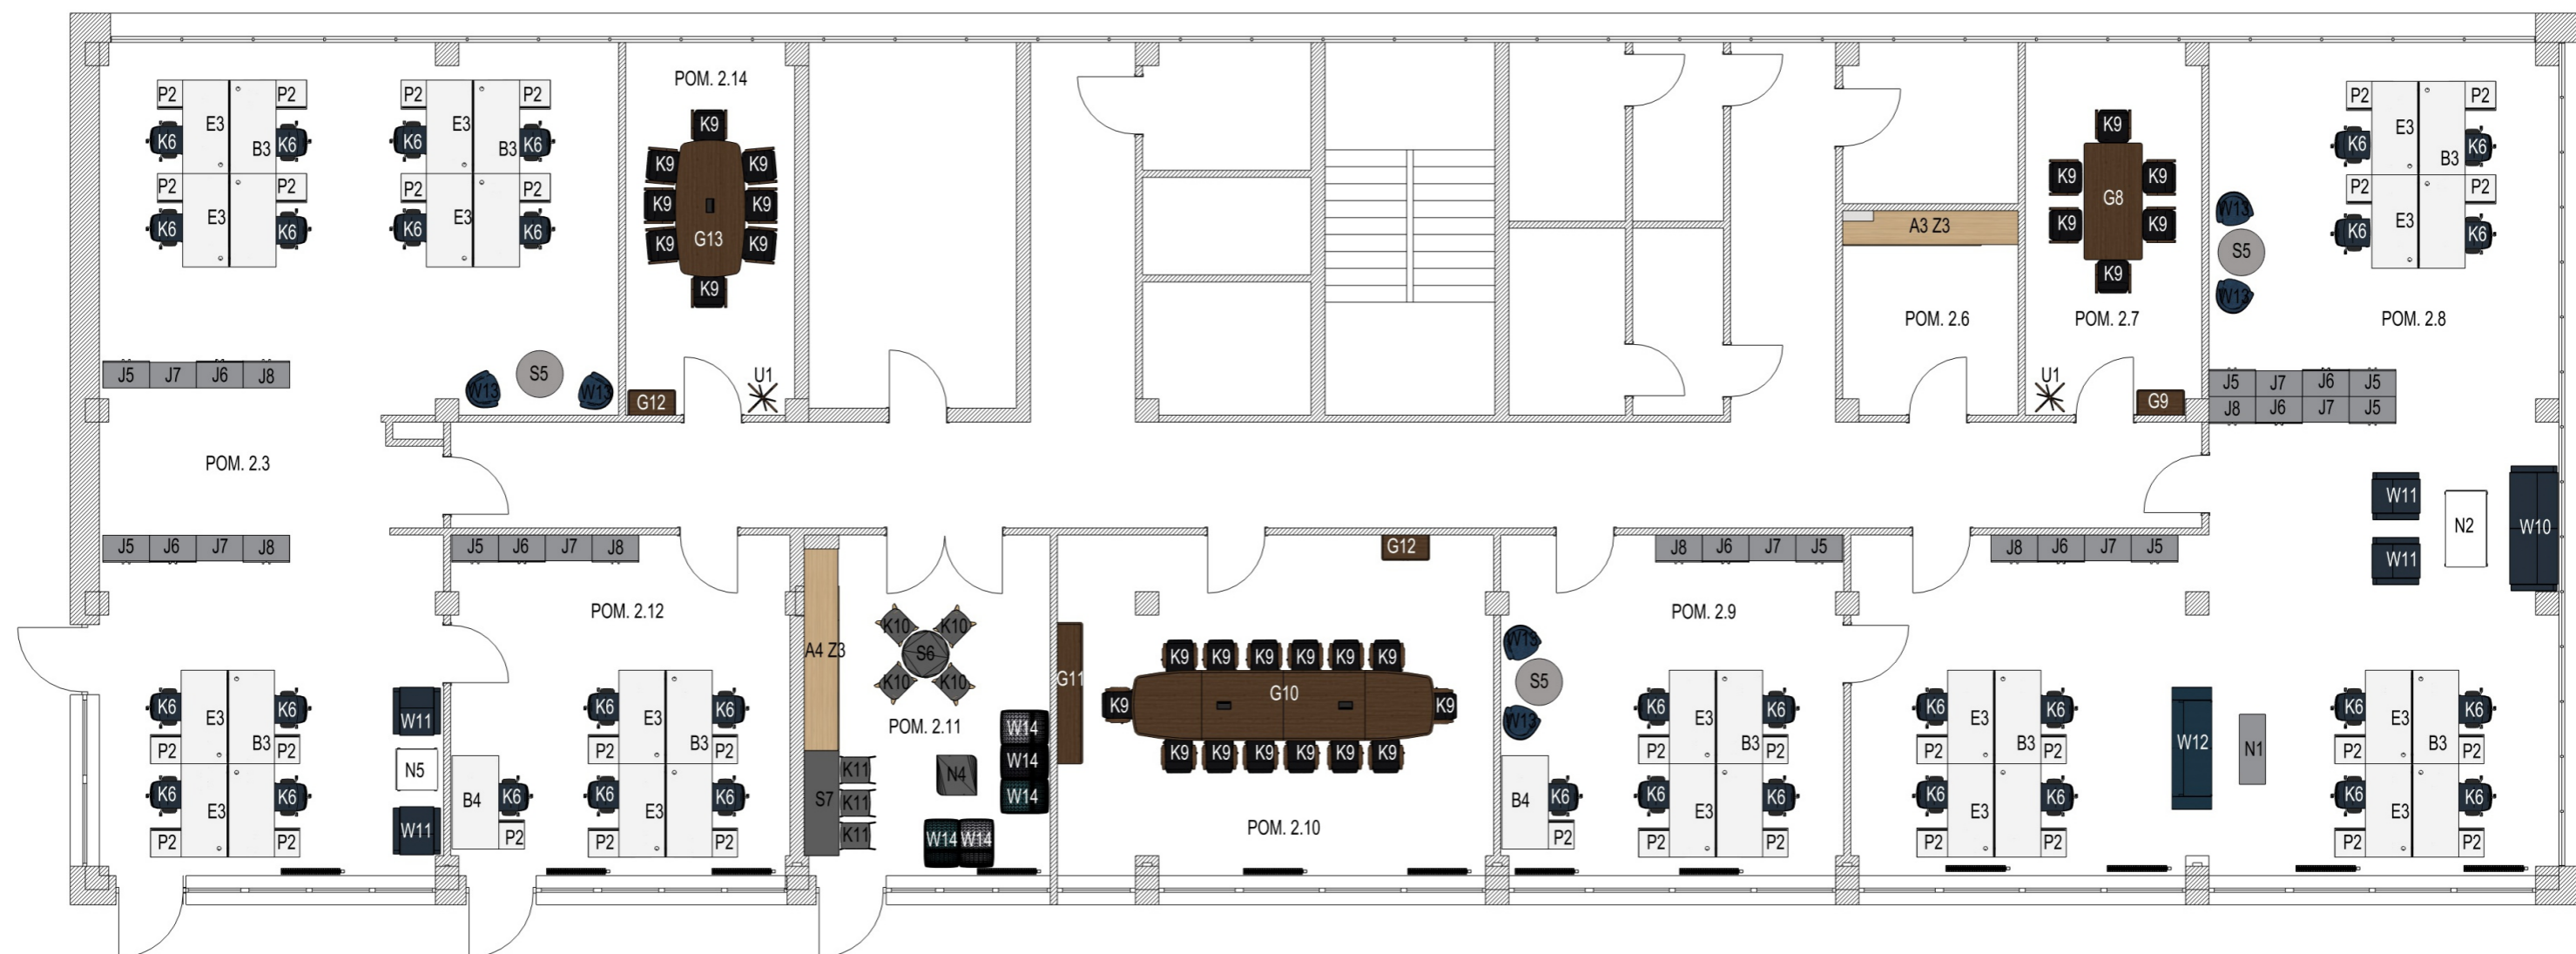 POM. 2.3
P2 P2 P2 P2
E3 B3 E3 B3
K6 K6 K6 K6
P2 P2 P2 P2
E3 E3
K6 K6 K6 K6
J5 J7 J6 J8
W13 S5 W13
J5 J6 J7 J8
K6 E3 K6
P2 B3 P2
K6 E3 K6
P2 P2
W11
N5
W11
POM. 2.14
K9
K9 K9
K9 K9
K9 G13 K9
K9
G12 U1
POM. 2.12
J5 J6 J7 J8
K6 E3 K6
P2 B3 P2
B4 K6 K6 E3 K6
P2 P2 P2
POM. 2.11
A4 Z3
K10 K10
S6
K10 K10
S7
K11
K11
K11
N4
W14
W14
W14
W14 W14
POM. 2.10
G12
G11
K9 K9 K9 K9 K9 K9
K9 G10 K9
K9 K9 K9 K9 K9 K9
POM. 2.9
J8 J6 J7 J5
W13
S5
W13
K6 E3 K6
P2 B3 P2
B4 K6 K6 E3 K6
P2 P2 P2
POM. 2.6
A3 Z3
POM. 2.7
K9
K9 K9
G8
K9 K9
K9
U1 G9
POM. 2.8
P2 P2
E3
K6 B3 K6
P2 P2
K6 E3 K6
W13
S5
W13
J5 J7 J6 J5
J8 J6 J7 J5
W11
N2 W10
W11
J8 J6 J7 J5
K6 E3 K6
P2 B3 P2
K6 E3 K6
P2 P2
W12 N1
K6 E3 K6
P2 B3 P2
K6 E3 K6
P2 P2